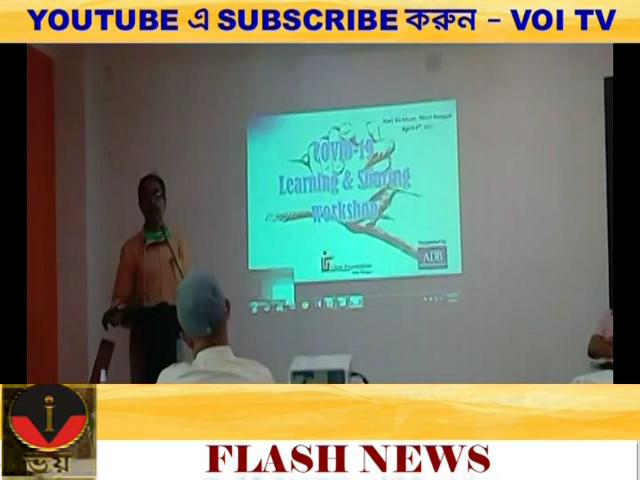 YOUTUBE এ SUBSCRIBE করুন – VOI TV
COVID-19
Learning & Sharing
workshop
ADB
i
ভয়
FLASH NEWS